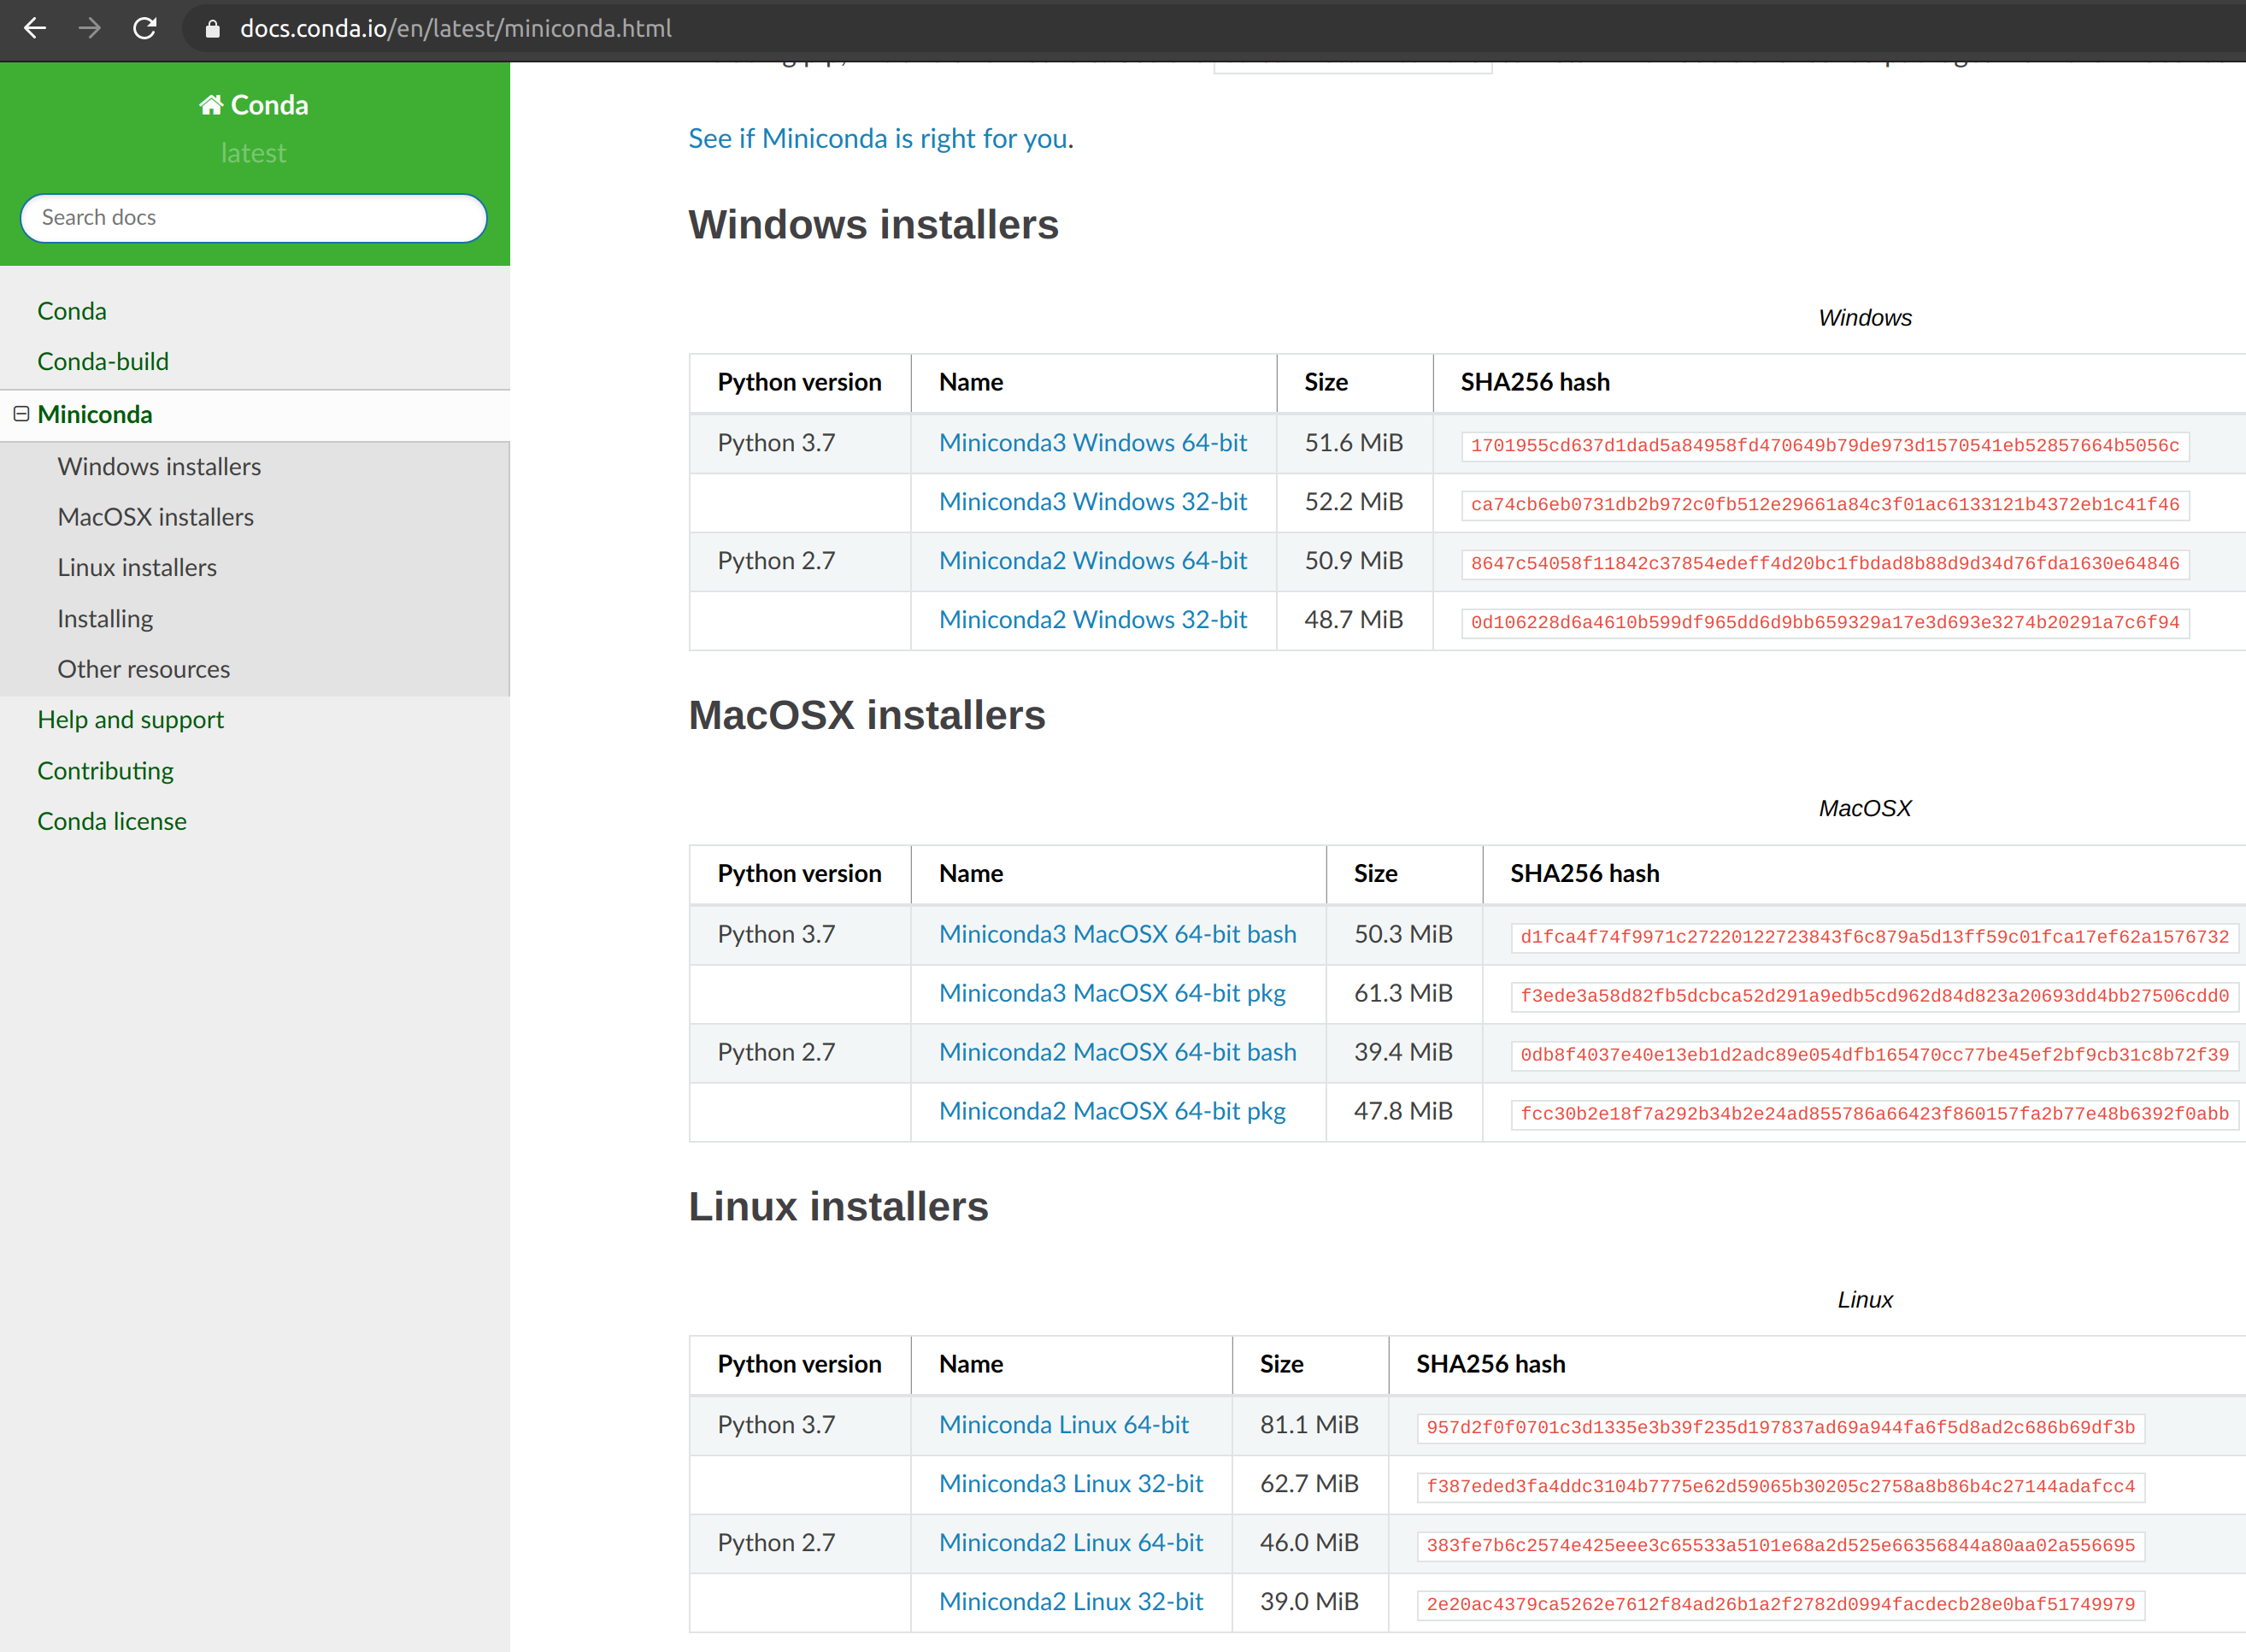 docs.conda.io/en/latest/miniconda.html
Conda
latest
Search docs
Conda
Conda-build
Miniconda
Windows installers
MacOSX installers
Linux installers
Installing
Other resources
Help and support
Contributing
Conda license
See if Miniconda is right for you.
Windows installers
Windows
Python version Name Size SHA256 hash
Python 3.7 Miniconda3 Windows 64-bit 51.6 MiB 1701955cd637d1dad5a84958fd470649b79de973d1570541eb52857664b5056c
Miniconda3 Windows 32-bit 52.2 MiB ca74cb6eb0731db2b972c0fb512e29661a84c3f01ac6133121b4372eb1c41f46
Python 2.7 Miniconda2 Windows 64-bit 50.9 MiB 8647c54058f11842c37854edeff4d20bc1fbdad8b88d9d34d76fda1630e64846
Miniconda2 Windows 32-bit 48.7 MiB 0d106228d6a4610b599df965dd6d9bb659329a17e3d693e3274b20291a7c6f94
MacOSX installers
MacOSX
Python version Name Size SHA256 hash
Python 3.7 Miniconda3 MacOSX 64-bit bash 50.3 MiB d1fca4f74f9971c27220122723843f6c879a5d13ff59c01fca17ef62a1576732
Miniconda3 MacOSX 64-bit pkg 61.3 MiB f3ede3a58d82fb5dcbca52d291a9edb5cd962d84d823a20693dd4bb27506cdd0
Python 2.7 Miniconda2 MacOSX 64-bit bash 39.4 MiB 0db8f4037e40e13eb1d2adc89e054dfb165470cc77be45ef2bf9cb31c8b72f39
Miniconda2 MacOSX 64-bit pkg 47.8 MiB fcc30b2e18f7a292b34b2e24ad855786a66423f860157fa2b77e48b6392f0abb
Linux installers
Linux
Python version Name Size SHA256 hash
Python 3.7 Miniconda Linux 64-bit 81.1 MiB 957d2f0f0701c3d1335e3b39f235d197837ad69a944fa6f5d8ad2c686b69df3b
Miniconda3 Linux 32-bit 62.7 MiB f387eded3fa4ddc3104b7775e62d59065b30205c2758a8b86b4c27144adafcc4
Python 2.7 Miniconda2 Linux 64-bit 46.0 MiB 383fe7b6c2574e425eee3c65533a5101e68a2d525e66356844a80aa02a556695
Miniconda2 Linux 32-bit 39.0 MiB 2e20ac4379ca5262e7612f84ad26b1a2f2782d0994facdecb28e0baf51749979